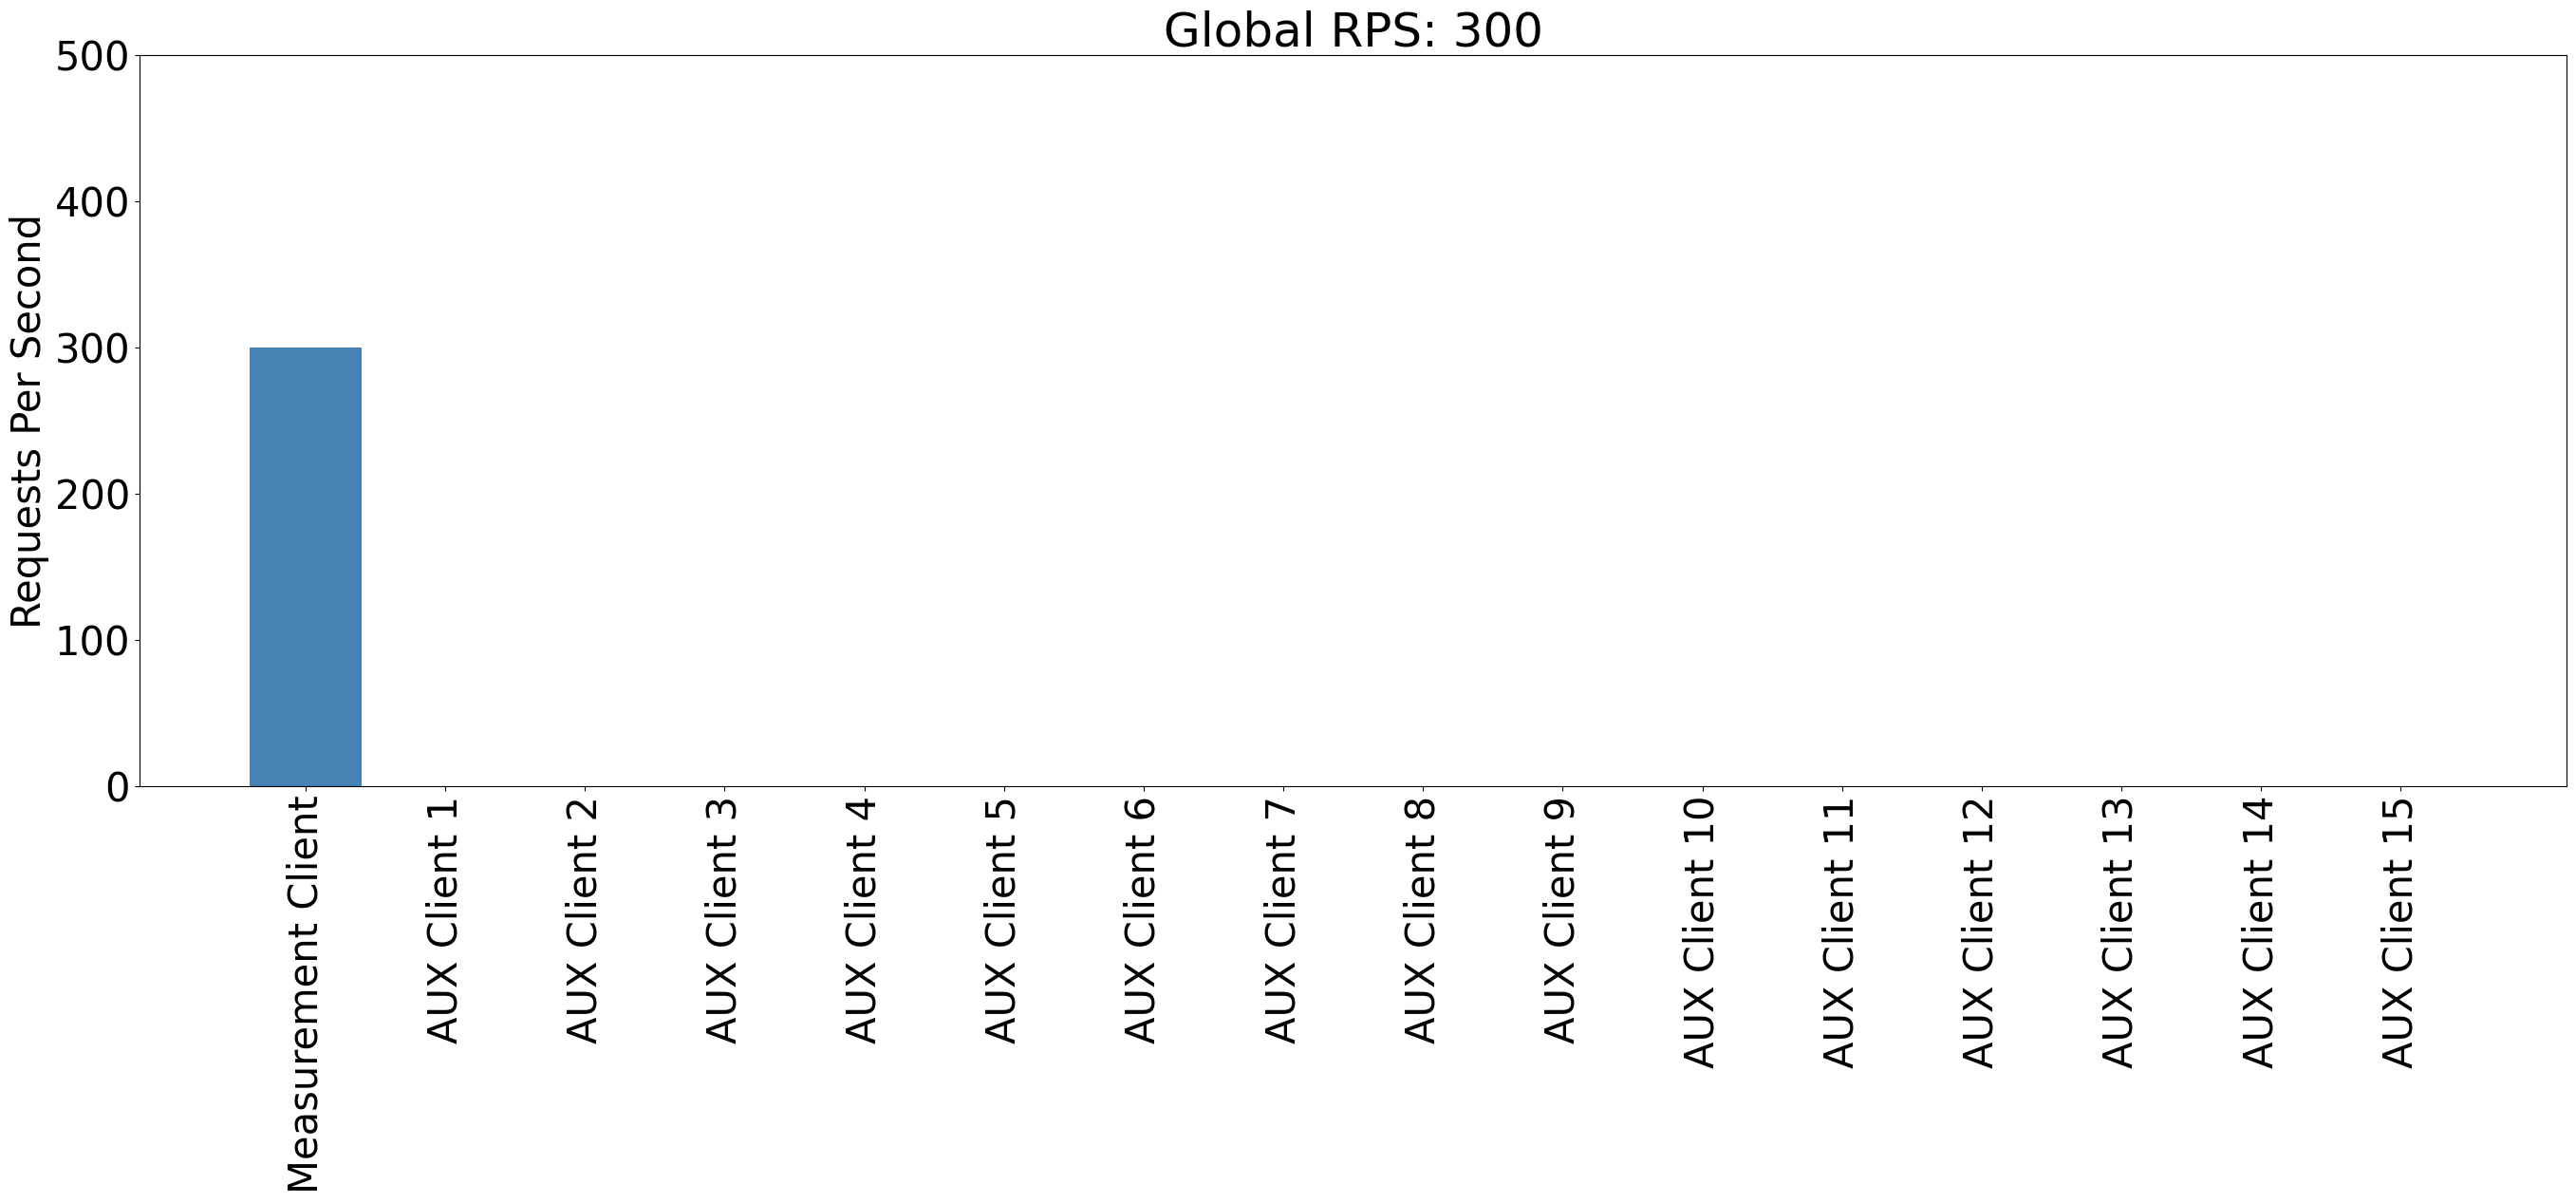 Global RPS: 300
Requests Per Second
500
400
300
200
100
0
Measurement Client
AUX Client 1
AUX Client 2
AUX Client 3
AUX Client 4
AUX Client 5
AUX Client 6
AUX Client 7
AUX Client 8
AUX Client 9
AUX Client 10
AUX Client 11
AUX Client 12
AUX Client 13
AUX Client 14
AUX Client 15